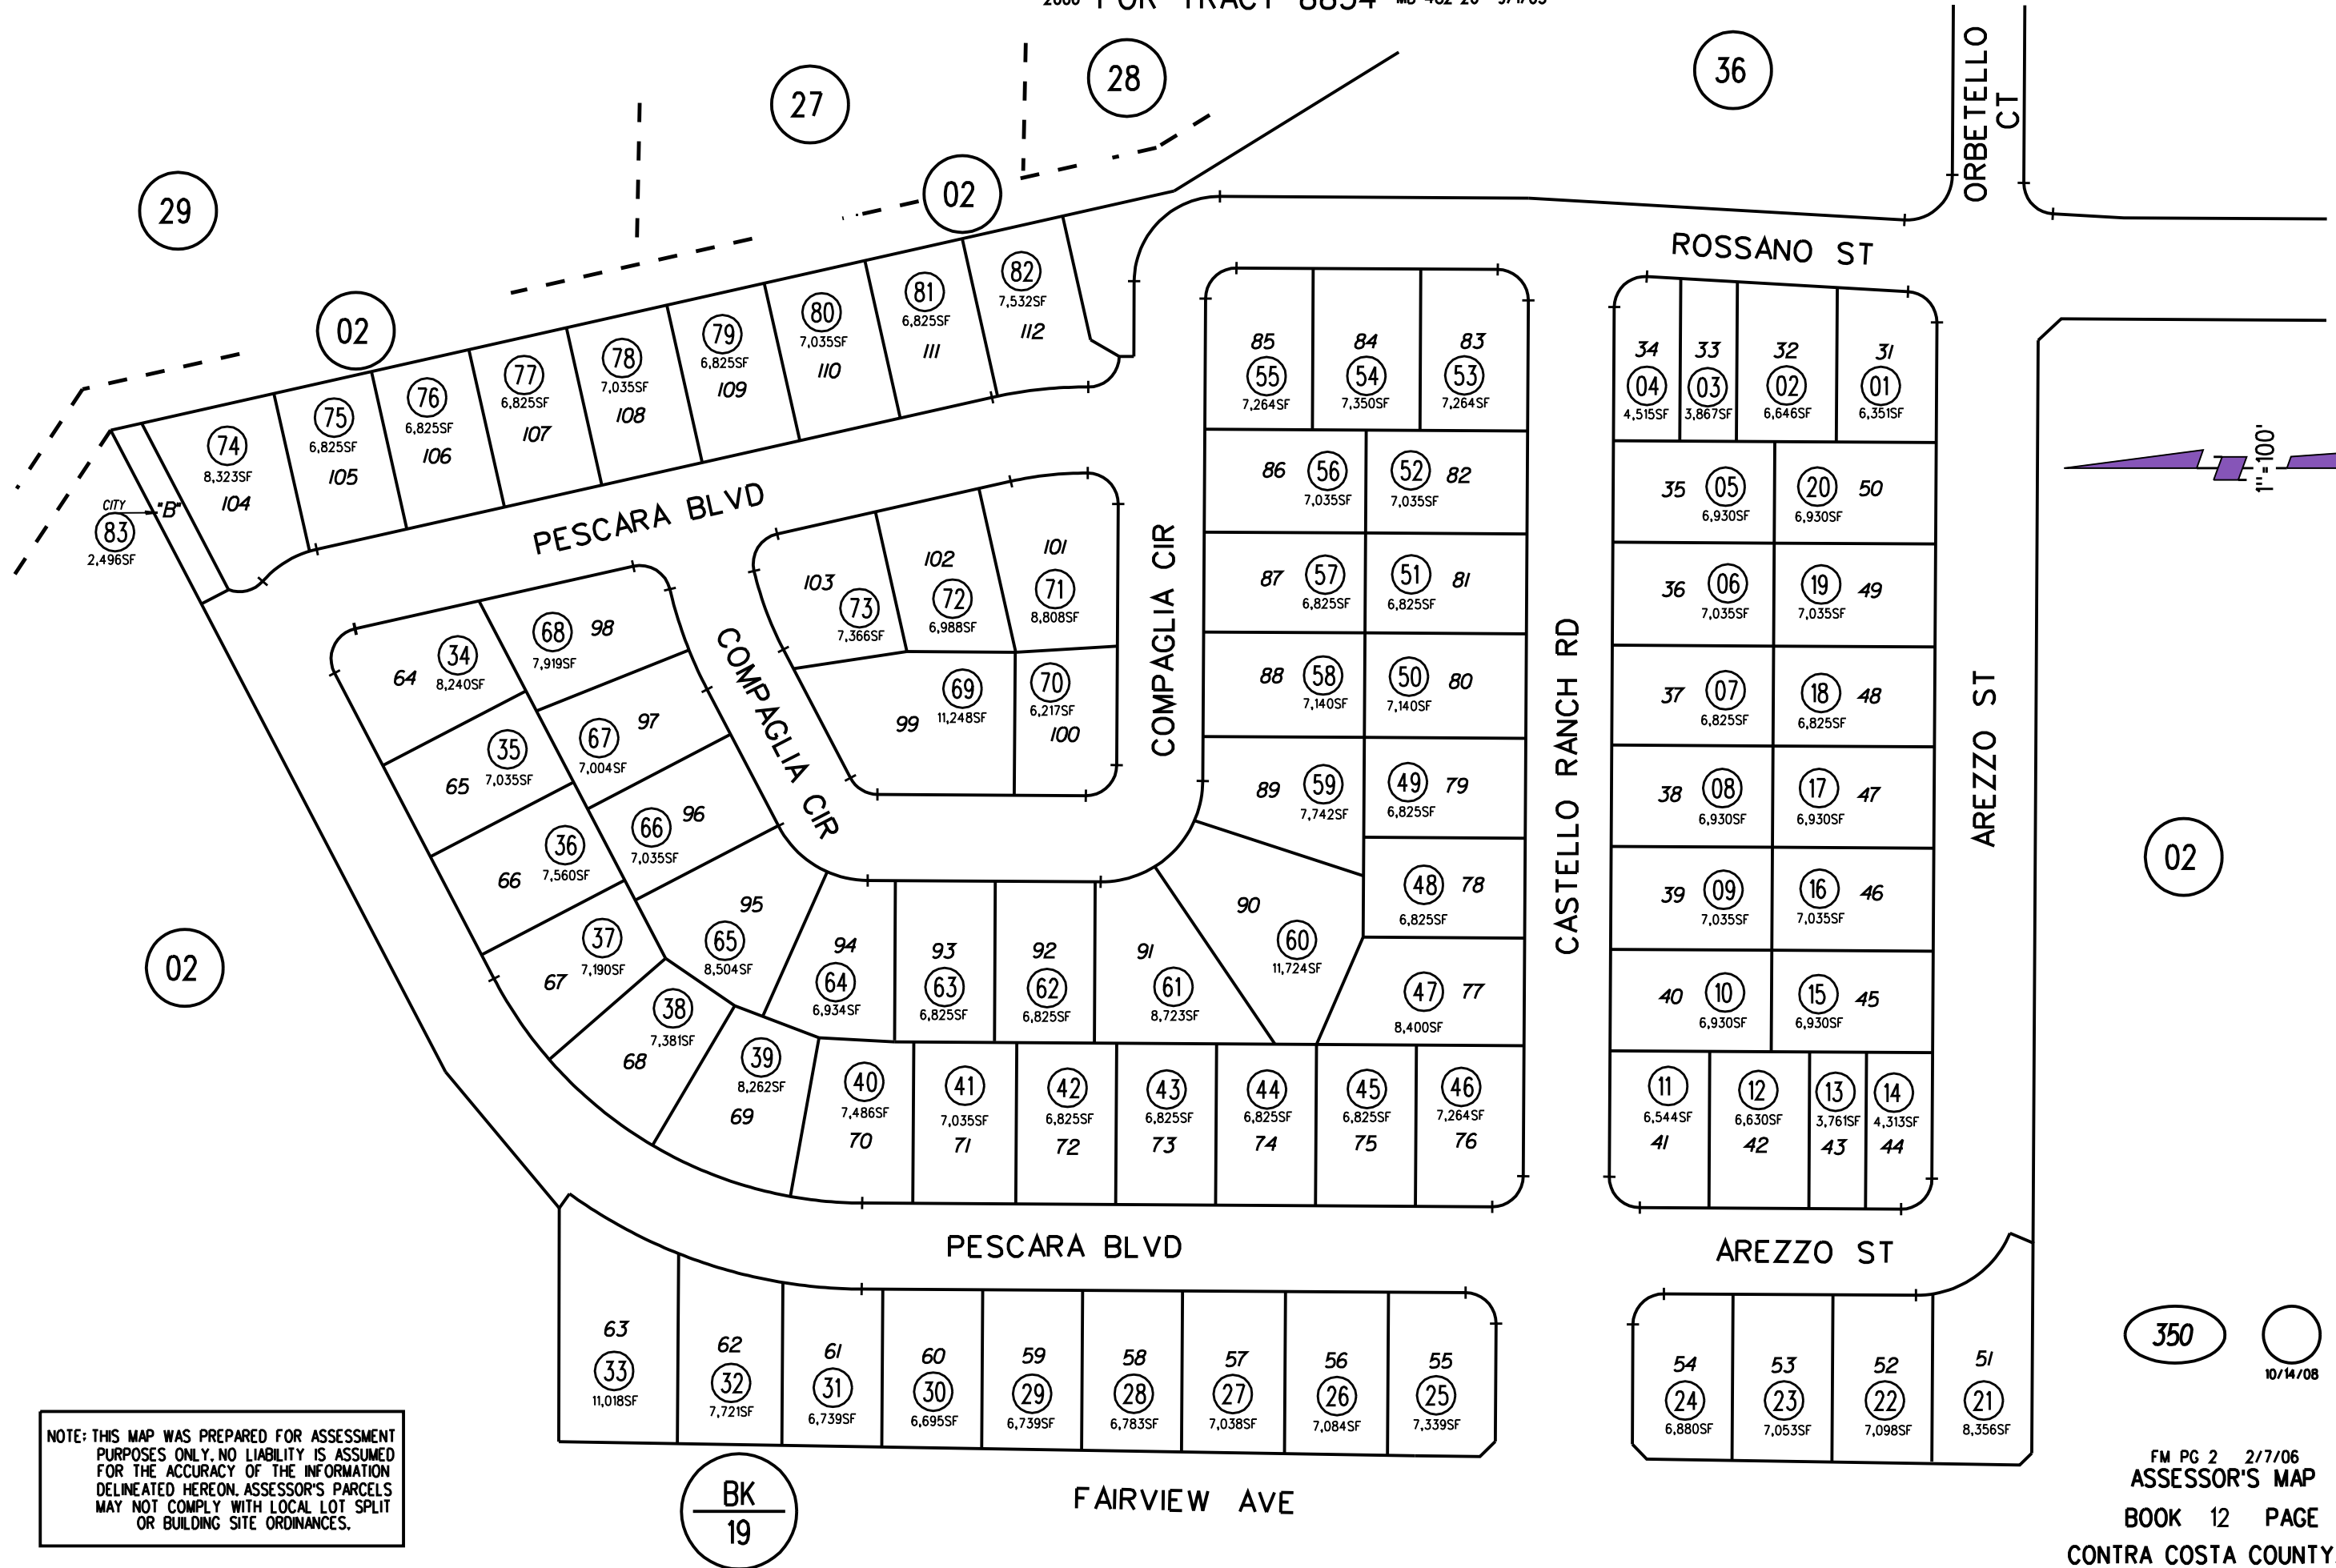 FOR TRACT 8854
36
28
27
29
02
02
ORBETELLO
CT
ROSSANO ST
82
7,532SF
112
81
6,825SF
111
80
7,035SF
110
79
6,825SF
109
78
7,035SF
108
77
6,825SF
107
76
6,825SF
106
75
6,825SF
105
74
8,323SF
104
CITY
"B"
83
2,496SF
PESCARA BLVD
85
55
7,264SF
84
54
7,350SF
83
53
7,264SF
34
04
4,515SF
33
03
3,867SF
32
02
6,646SF
31
01
6,351SF
1"=100'
86
56
7,035SF
52
82
7,035SF
35
05
6,930SF
20
50
6,930SF
103
73
7,366SF
102
72
6,988SF
101
71
8,808SF
COMPAGLIA CIR
87
57
6,825SF
51
81
6,825SF
36
06
7,035SF
19
49
7,035SF
64
34
8,240SF
68
98
7,919SF
COMPAGLIA CIR
99
69
11,248SF
70
6,217SF
100
88
58
7,140SF
50
80
7,140SF
CASTELLO RANCH RD
37
07
6,825SF
18
48
6,825SF
AREZZO ST
65
35
7,035SF
67
97
7,004SF
89
59
7,742SF
49
79
6,825SF
38
08
6,930SF
17
47
6,930SF
66
36
7,560SF
66
96
7,035SF
48
78
6,825SF
39
09
7,035SF
16
46
7,035SF
02
02
67
37
7,190SF
95
65
8,504SF
94
64
6,934SF
93
63
6,825SF
92
62
6,825SF
91
61
8,723SF
90
60
11,724SF
47
77
8,400SF
40
10
6,930SF
15
45
6,930SF
38
7,381SF
68
39
8,262SF
69
40
7,486SF
70
41
7,035SF
71
42
6,825SF
72
43
6,825SF
73
44
6,825SF
74
45
6,825SF
75
46
7,264SF
76
11
6,544SF
41
12
6,630SF
42
13
3,761SF
43
14
4,313SF
44
PESCARA BLVD
AREZZO ST
63
33
11,018SF
62
32
7,721SF
61
31
6,739SF
60
30
6,695SF
59
29
6,739SF
58
28
6,783SF
57
27
7,038SF
56
26
7,084SF
55
25
7,339SF
54
24
6,880SF
53
23
7,053SF
52
22
7,098SF
51
21
8,356SF
350
10/14/08
BK
19
FAIRVIEW AVE
NOTE: THIS MAP WAS PREPARED FOR ASSESSMENT
PURPOSES ONLY. NO LIABILITY IS ASSUMED
FOR THE ACCURACY OF THE INFORMATION
DELINEATED HEREON. ASSESSOR'S PARCELS
MAY NOT COMPLY WITH LOCAL LOT SPLIT
OR BUILDING SITE ORDINANCES.
FM PG 2 2/7/06
ASSESSOR'S MAP
BOOK 12 PAGE
CONTRA COSTA COUNTY